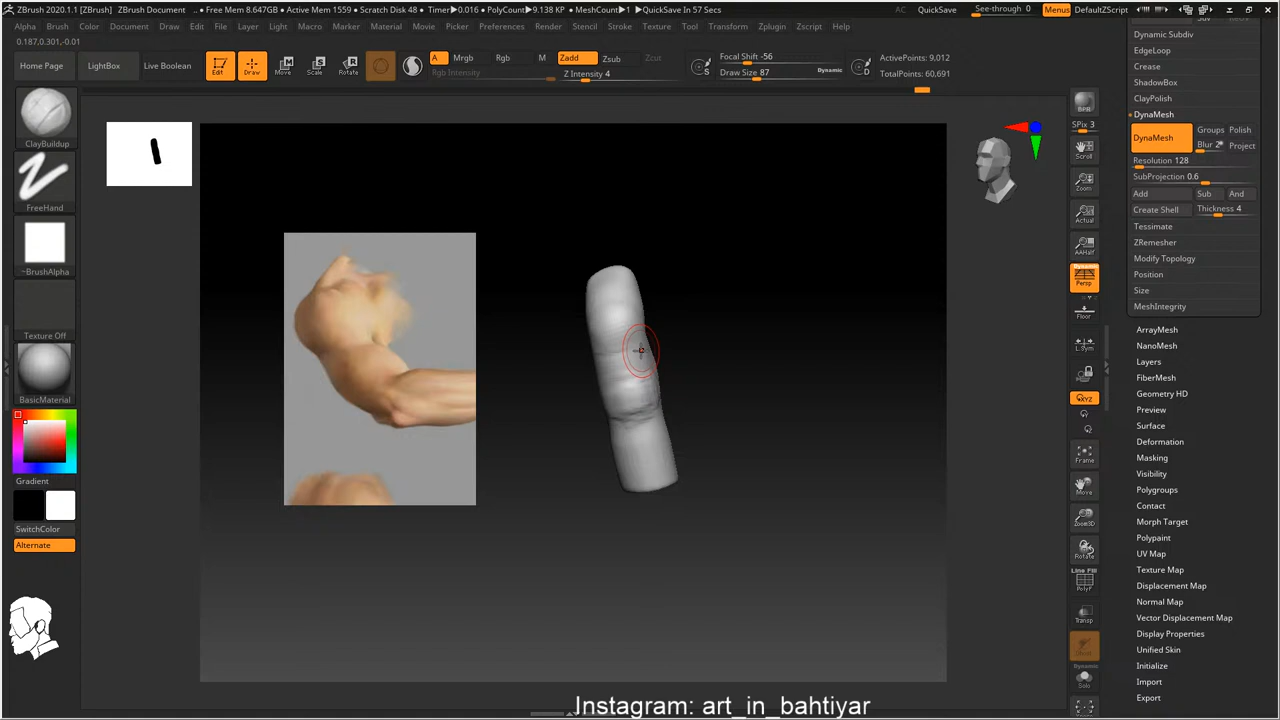 ZBrush 2020.1.1 [ZBrush] ZBrush Document .. • Free Mem 8.647GB • Active Mem 1559 • Scratch Disk 48 • Timer▶0.016 • PolyCount▶9.138 KP • MeshCount▶1 •QuickSave In 57 Secs AC QuickSave See-through 0 Menus DefaultZScript
Alpha Brush Color Document Draw Edit File Layer Light Macro Marker Material Movie Picker Preferences Render Stencil Stroke Texture Tool Transform Zplugin Zscript Help
0.187,0.301,-0.01
Home Page LightBox Live Boolean Edit Draw Move Scale Rotate A Mrgb Rgb M Zadd Zsub Focal Shift -56 ActivePoints: 9,012
Rgb Intensity Z Intensity 4 Draw Size 87 Dynamic TotalPoints: 60,691
S D
ClayBuildup
FreeHand
~BrushAlpha
Texture Off
BasicMaterial
Gradient
SwitchColor
Alternate
BPR
SPix 3
Scroll
Zoom
Actual
AAHalf
Dynamic
Persp
Floor
L.Sym
XYZ
Frame
Move
Zoom3D
Rotate
Line Fill
PolyF
Transp
Dynamic
Solo
Xpose
Dynamic Subdiv
EdgeLoop
Crease
ShadowBox
ClayPolish
DynaMesh
DynaMesh Groups Polish
Blur 2 Project
Resolution 128
SubProjection 0.6
Add Sub And
Create Shell Thickness 4
Tessimate
ZRemesher
Modify Topology
Position
Size
MeshIntegrity
ArrayMesh
NanoMesh
Layers
FiberMesh
Geometry HD
Preview
Surface
Deformation
Masking
Visibility
Polygroups
Contact
Morph Target
Polypaint
UV Map
Texture Map
Displacement Map
Normal Map
Vector Displacement Map
Display Properties
Unified Skin
Initialize
Import
Export
Instagram: art_in_bahtiyar